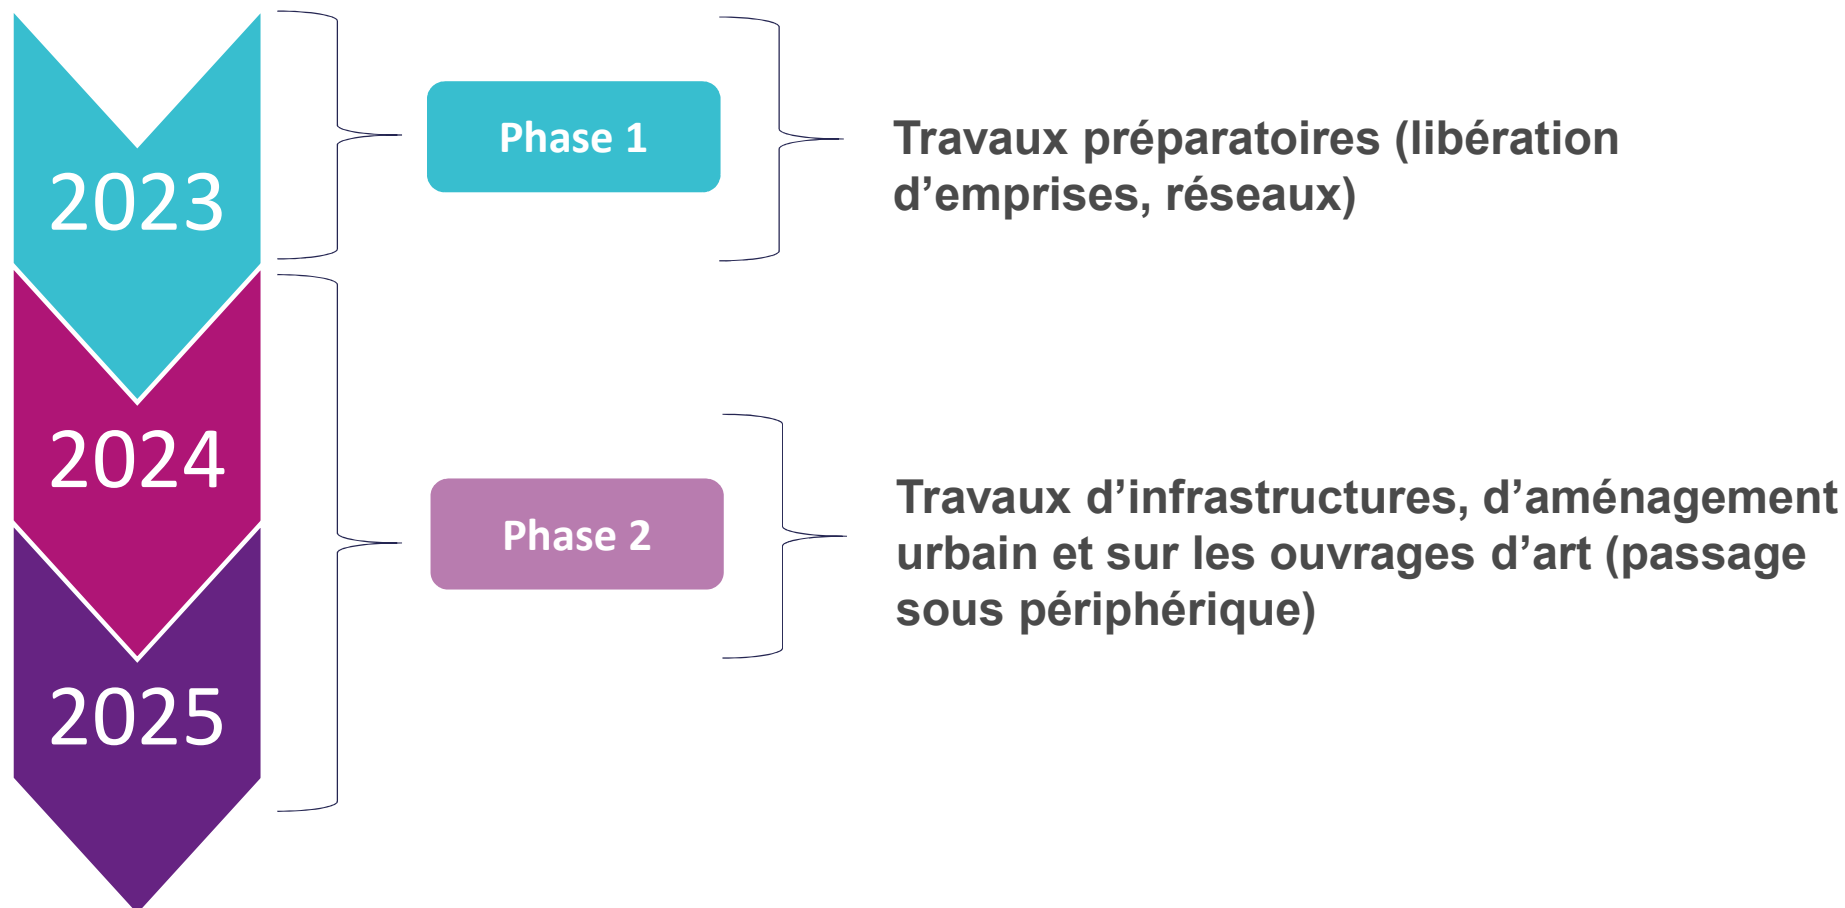 2023
Phase 1
Travaux préparatoires (libération
d’emprises, réseaux)
2024
Phase 2
Travaux d’infrastructures, d’aménagement
urbain et sur les ouvrages d’art (passage
sous périphérique)
2025